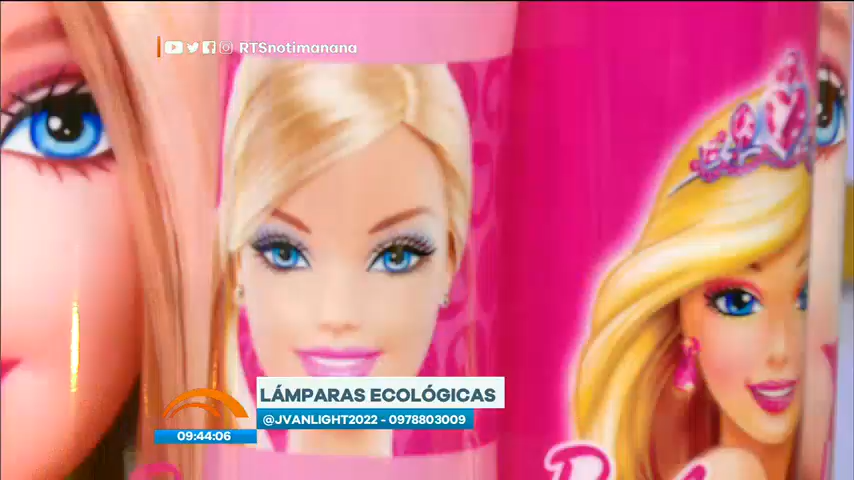 RTSnotimanana
LÁMPARAS ECOLÓGICAS
@JVANLIGHT2022 - 0978803009
09:44:06